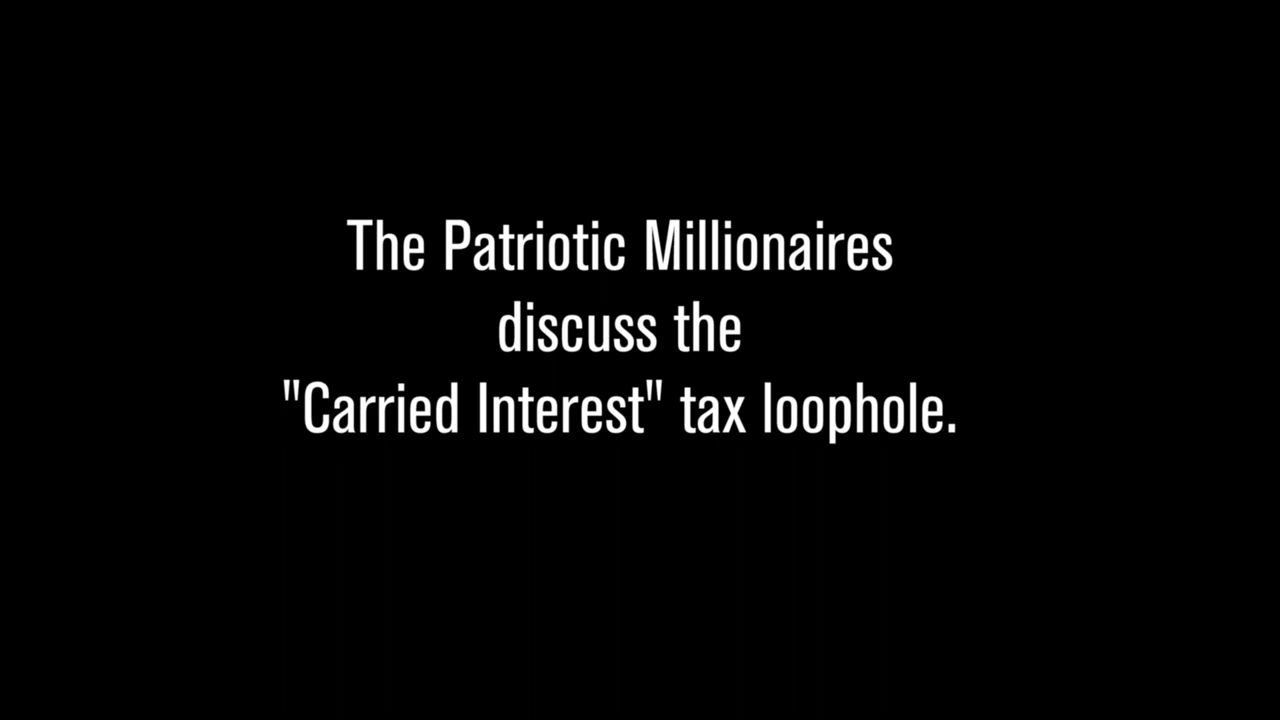 The Patriotic Millionaires
discuss the
"Carried Interest" tax loophole.